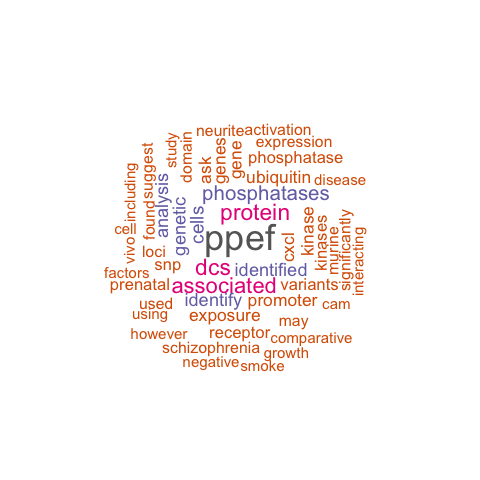 neurite activation
expression
study
domain
genes
gene
phosphatase
including
suggest
ask
ubiquitin
disease
analysis
phosphatases
protein
genetic
cells
found
vivo
cell
ppef
cxcl
kinase
kinases
murine
significantly
interacting
loci
snp
dcs
identified
factors
prenatal
associated
variants
used
identify
promoter
cam
using
exposure
may
however
receptor
comparative
schizophrenia
growth
negative
smoke